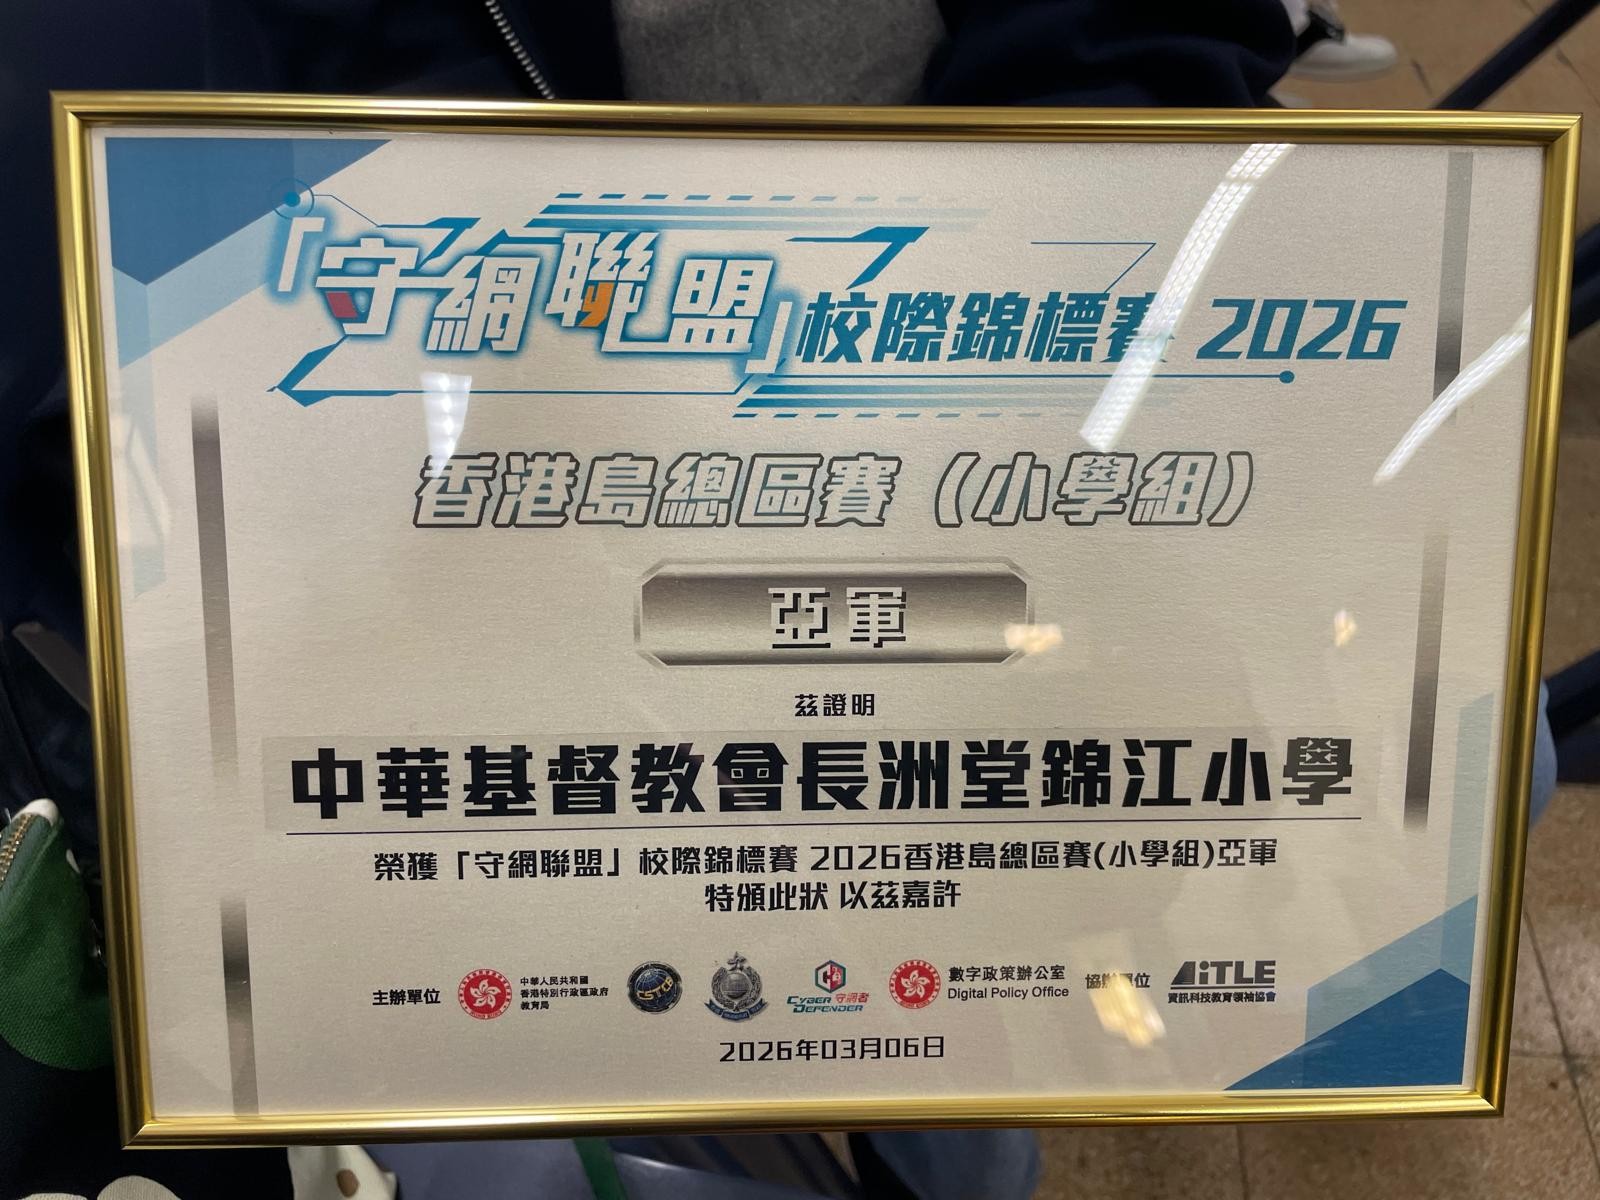 「守網聯盟」校際錦標賽 2026
香港島總區賽（小學組）
亞軍
茲證明
中華基督教會長洲堂錦江小學
榮獲「守網聯盟」校際錦標賽 2026香港島總區賽(小學組)亞軍
特頒此狀 以茲嘉許
主辦單位
中華人民共和國
香港特別行政區政府
教育局
CSTCB
CYBER 守網者
DEFENDER
數字政策辦公室
Digital Policy Office
協辦單位
AiTLE
資訊科技教育領袖協會
2026年03月06日